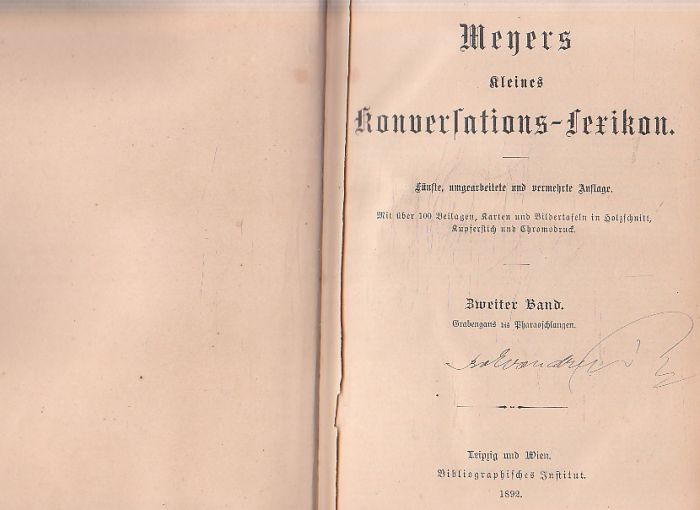 Meyers
Kleines
Konversations-Lexikon.
Fünfte, umgearbeitete und vermehrte Auflage.
Mit über 100 Beilagen, Karten und Bildertafeln in Holzschnitt,
Kupferstich und Chromodruck.
Zweiter Band.
Grabengans bis Pharaoschlangen.
Leipzig und Wien.
Bibliographisches Institut.
1892.